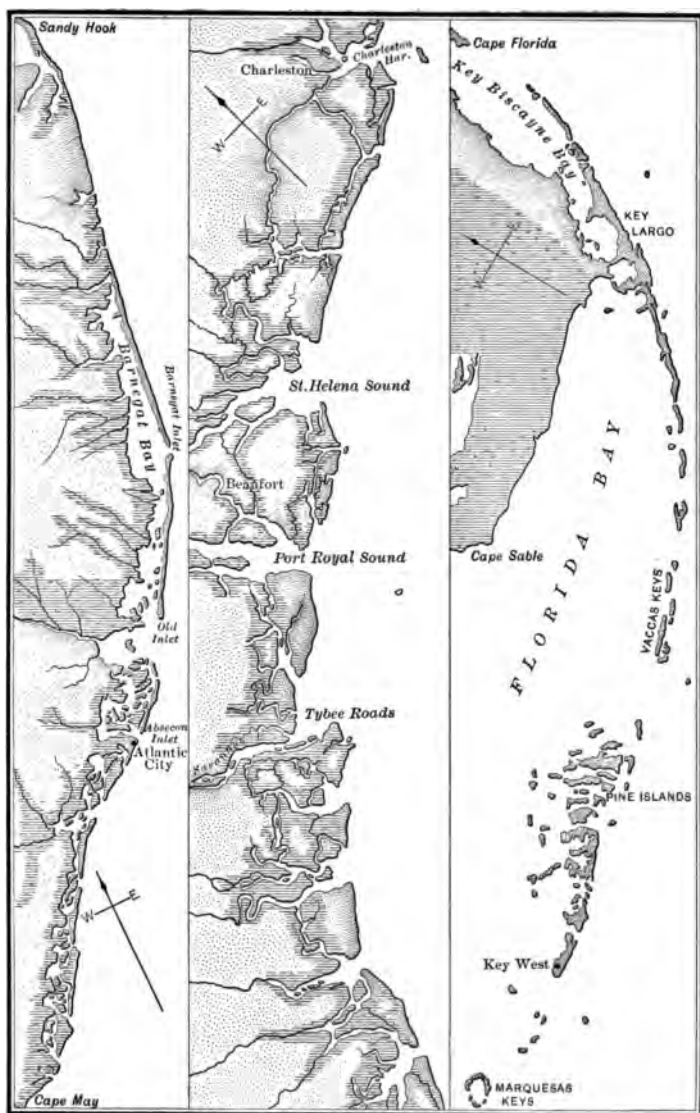 Sandy Hook
Barnegat Bay
Barnegat Inlet
Old
Inlet
Absecon
Inlet
Atlantic
City
W
E
Cape May
Charleston
Charleston
Har.
W
E
St. Helena Sound
Beaufort
Port Royal Sound
Tybee Roads
Cape Florida
Key Biscayne Bay
KEY
LARGO
FLORIDA BAY
Cape Sable
VACCAS KEYS
PINE ISLANDS
Key West
MARQUESAS
KEYS